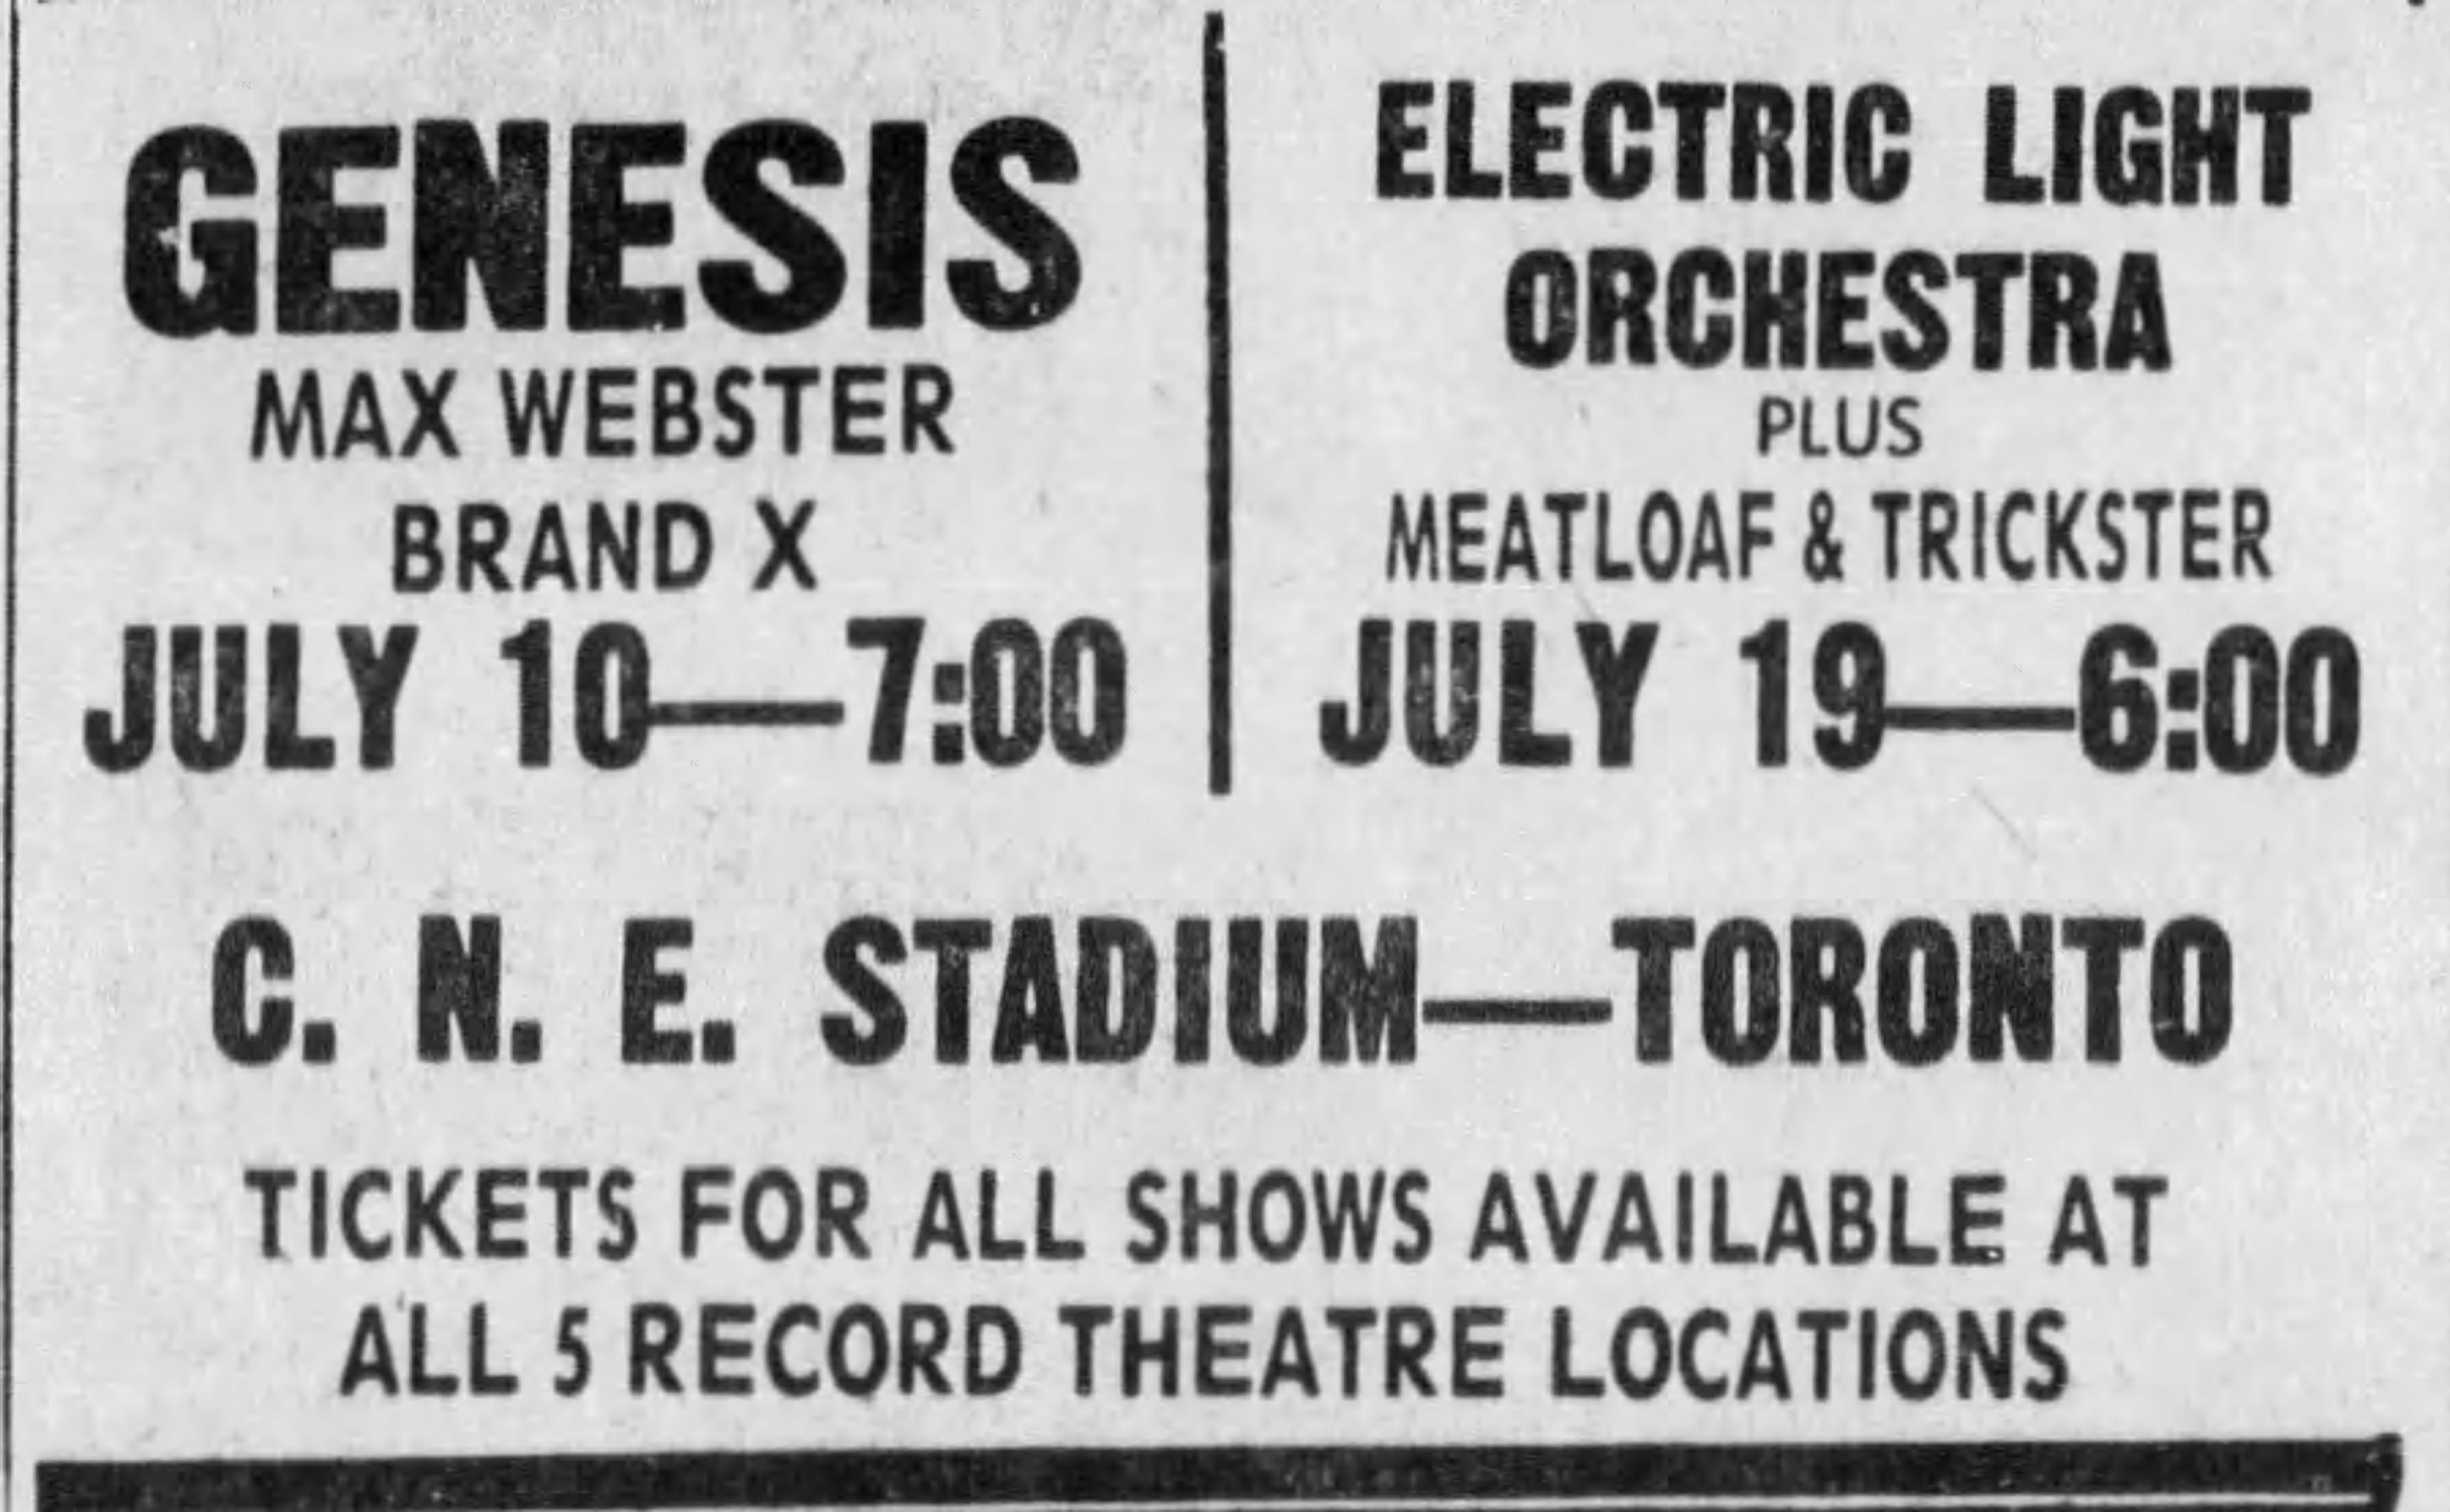 GENESIS
MAX WEBSTER
BRAND X
JULY 10—7:00
ELECTRIC LIGHT
ORCHESTRA
PLUS
MEATLOAF & TRICKSTER
JULY 19—6:00
C. N. E. STADIUM—TORONTO
TICKETS FOR ALL SHOWS AVAILABLE AT
ALL 5 RECORD THEATRE LOCATIONS